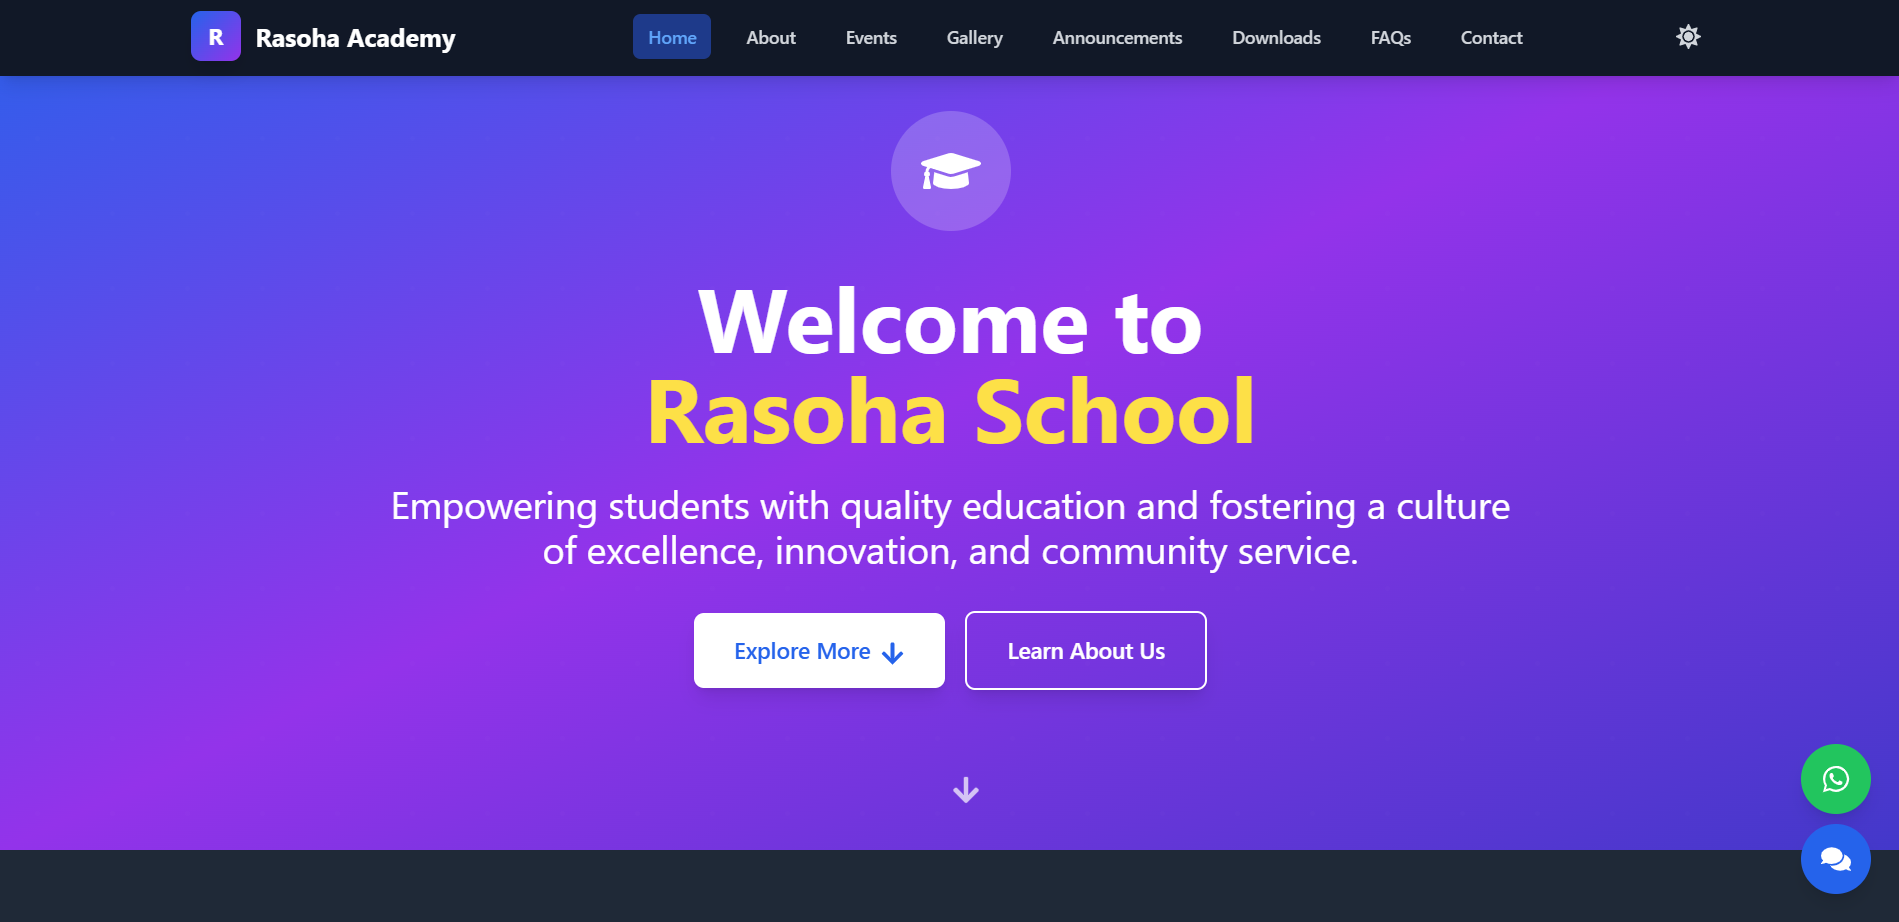 R
Rasoha Academy
Home
About
Events
Gallery
Announcements
Downloads
FAQs
Contact
Welcome to
Rasoha School
Empowering students with quality education and fostering a culture
of excellence, innovation, and community service.
Explore More
Learn About Us